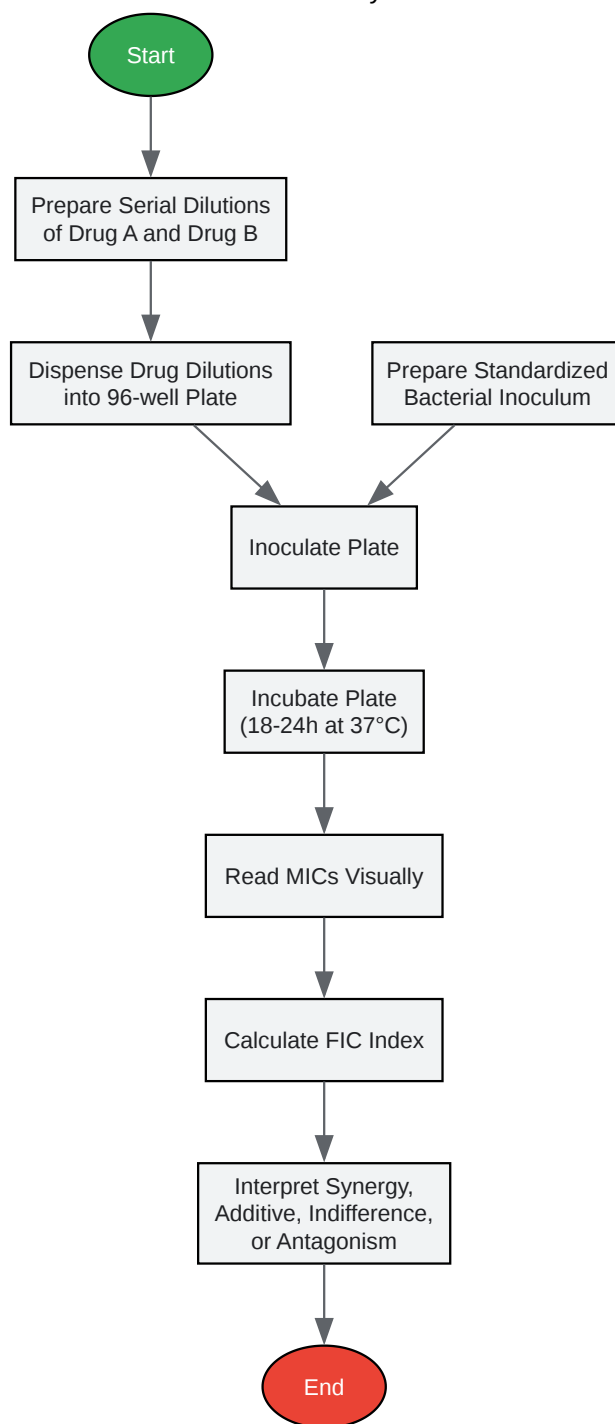 Start
Prepare Serial Dilutions
of Drug A and Drug B
Dispense Drug Dilutions
into 96-well Plate
Prepare Standardized
Bacterial Inoculum
Inoculate Plate
Incubate Plate
(18-24h at 37°C)
Read MICs Visually
Calculate FIC Index
Interpret Synergy,
Additive, Indifference,
or Antagonism
End